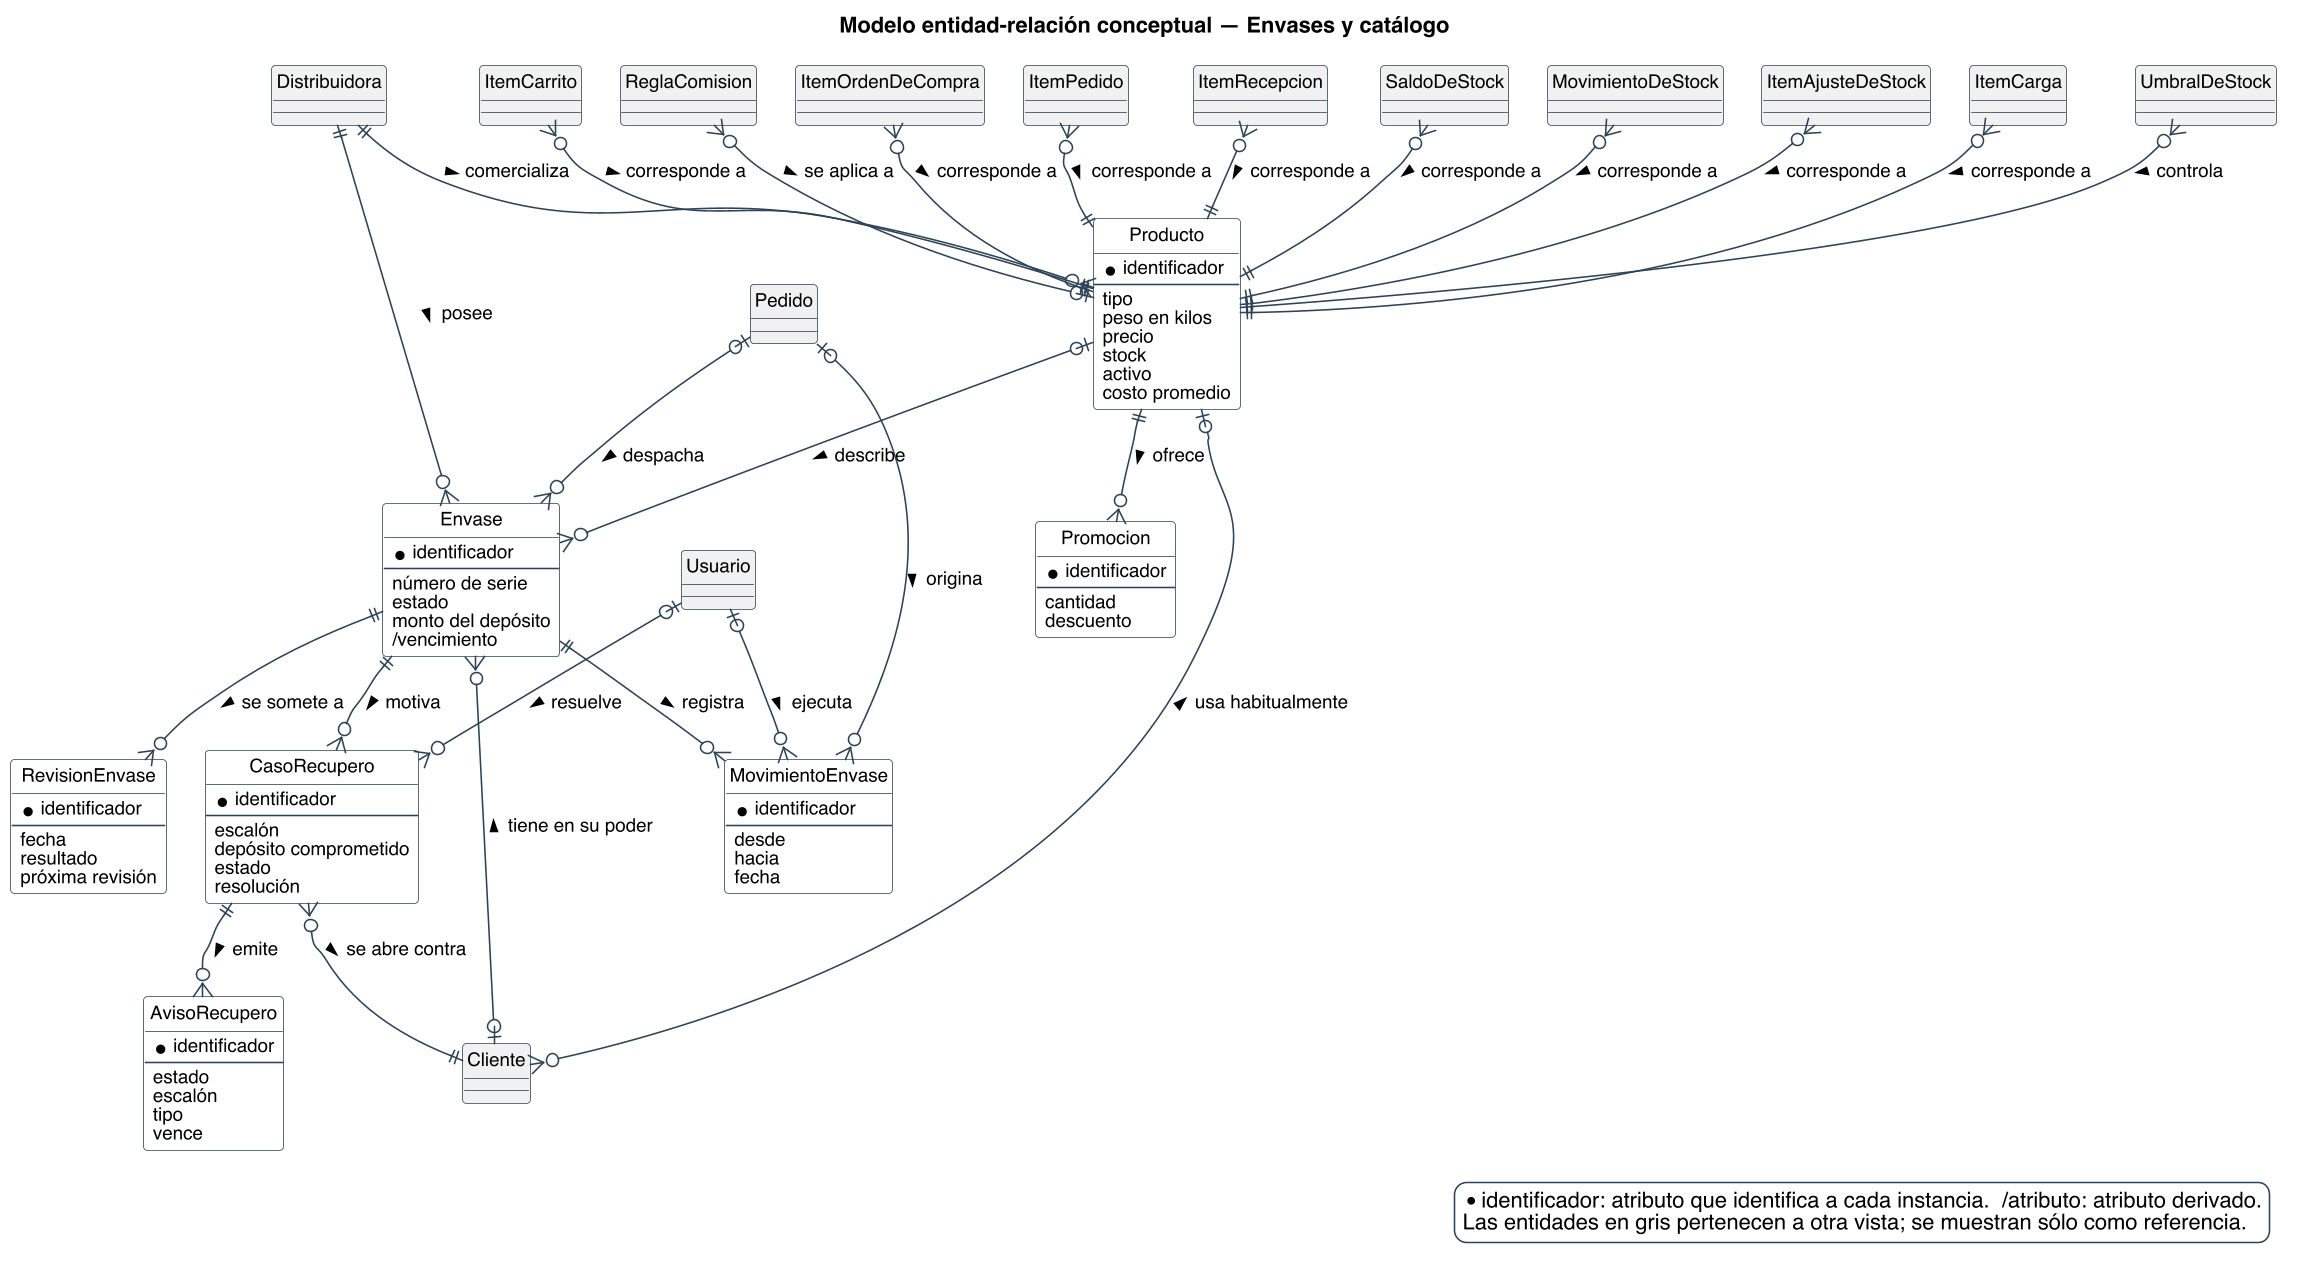 Modelo entidad-relación conceptual — Envases y catálogo
Distribuidora
ItemCarrito
ReglaComision
ItemOrdenDeCompra
ItemPedido
ItemRecepcion
SaldoDeStock
MovimientoDeStock
ItemAjusteDeStock
ItemCarga
UmbralDeStock
comercializa
corresponde a
se aplica a
corresponde a
corresponde a
corresponde a
corresponde a
corresponde a
corresponde a
corresponde a
controla
Producto
identificador
tipo
peso en kilos
precio
stock
activo
costo promedio
Pedido
posee
despacha
describe
ofrece
Envase
identificador
número de serie
estado
monto del depósito
/vencimiento
Promocion
identificador
cantidad
descuento
Usuario
origina
se somete a
motiva
resuelve
registra
ejecuta
usa habitualmente
RevisionEnvase
identificador
fecha
resultado
próxima revisión
CasoRecupero
identificador
escalón
depósito comprometido
estado
resolución
tiene en su poder
MovimientoEnvase
identificador
desde
hacia
fecha
emite
se abre contra
AvisoRecupero
identificador
estado
escalón
tipo
vence
Cliente
• identificador: atributo que identifica a cada instancia.  /atributo: atributo derivado.
Las entidades en gris pertenecen a otra vista; se muestran sólo como referencia.